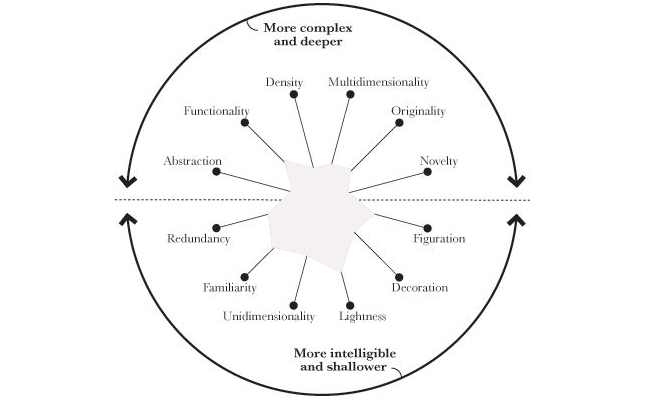 More complex
and deeper
Density
Multidimensionality
Functionality
Originality
Abstraction
Novelty
Redundancy
Figuration
Familiarity
Decoration
Unidimensionality
Lightness
More intelligible
and shallower